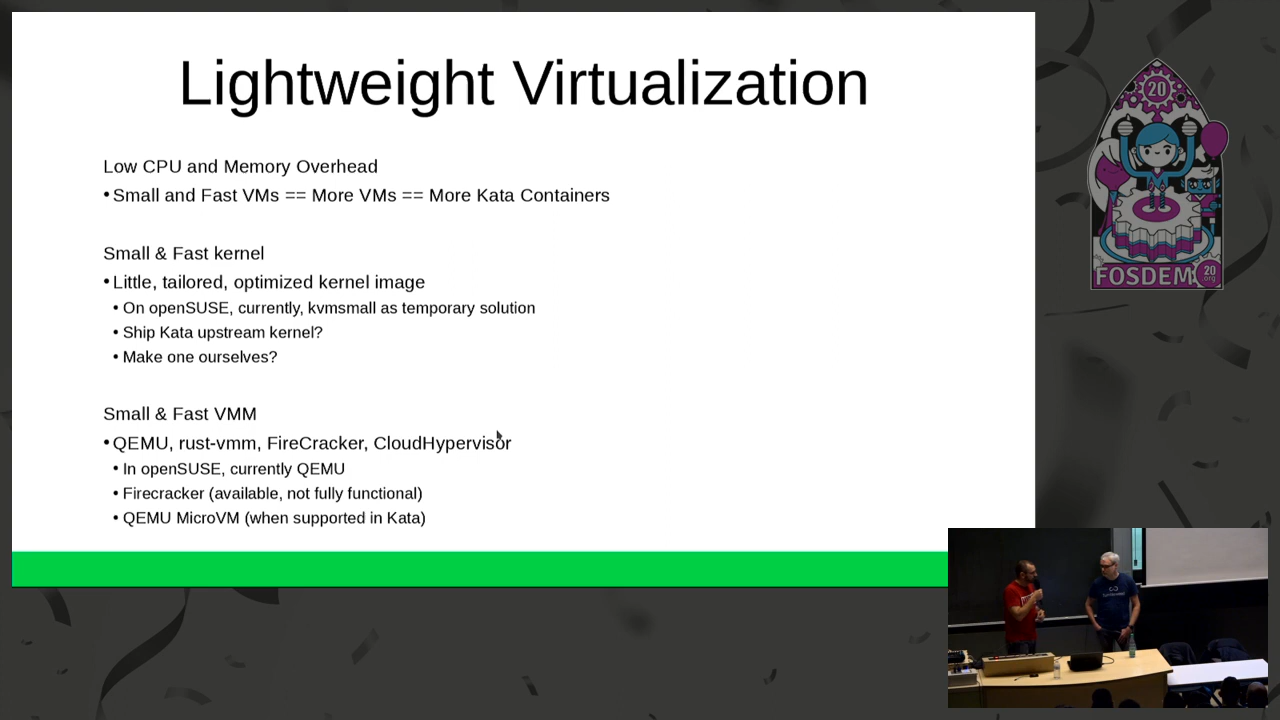 Lightweight Virtualization
Low CPU and Memory Overhead
• Small and Fast VMs == More VMs == More Kata Containers
Small & Fast kernel
• Little, tailored, optimized kernel image
• On openSUSE, currently, kvmsmall as temporary solution
• Ship Kata upstream kernel?
• Make one ourselves?
Small & Fast VMM
• QEMU, rust-vmm, FireCracker, CloudHypervisor
• In openSUSE, currently QEMU
• Firecracker (available, not fully functional)
• QEMU MicroVM (when supported in Kata)
20
FOSDEM
20
.org